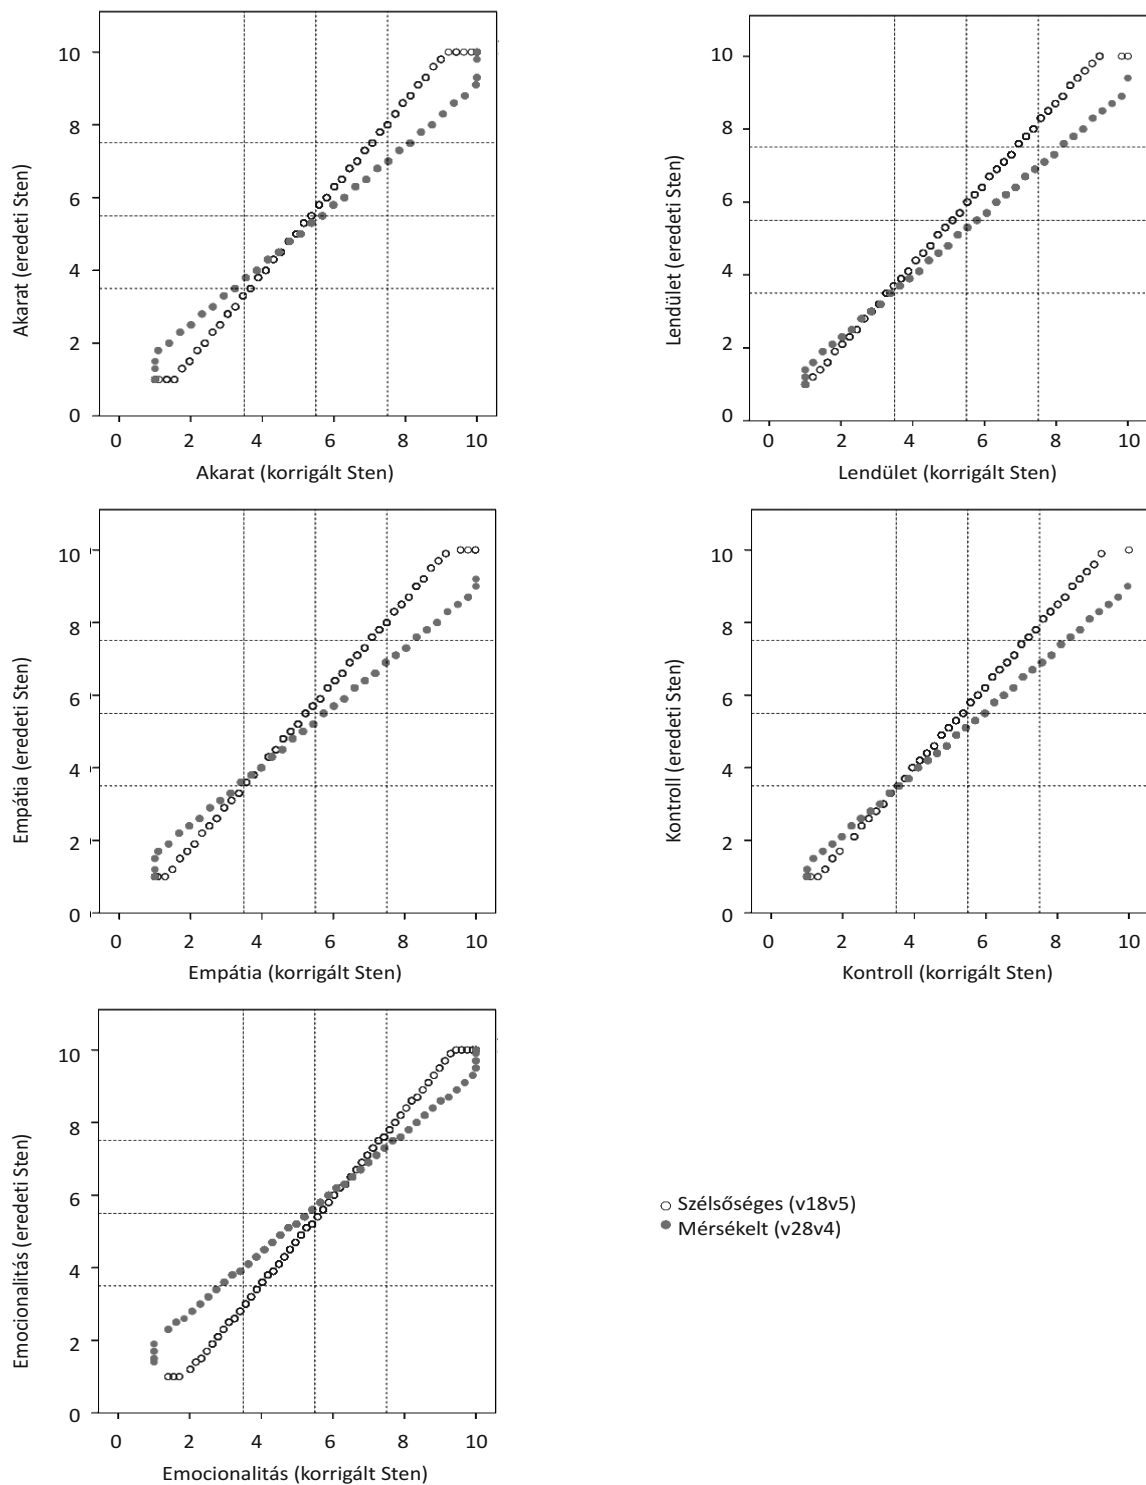 Akarat (eredeti Sten)
10
8
6
4
2
0
0 2 4 6 8 10
Akarat (korrigált Sten)
Lendület (eredeti Sten)
10
8
6
4
2
0
0 2 4 6 8 10
Lendület (korrigált Sten)
Empátia (eredeti Sten)
10
8
6
4
2
0
0 2 4 6 8 10
Empátia (korrigált Sten)
Kontroll (eredeti Sten)
10
8
6
4
2
0
0 2 4 6 8 10
Kontroll (korrigált Sten)
Emocionalitás (eredeti Sten)
10
8
6
4
2
0
0 2 4 6 8 10
Emocionalitás (korrigált Sten)
Szélsőséges (v18v5)
Mérsékelt (v28v4)